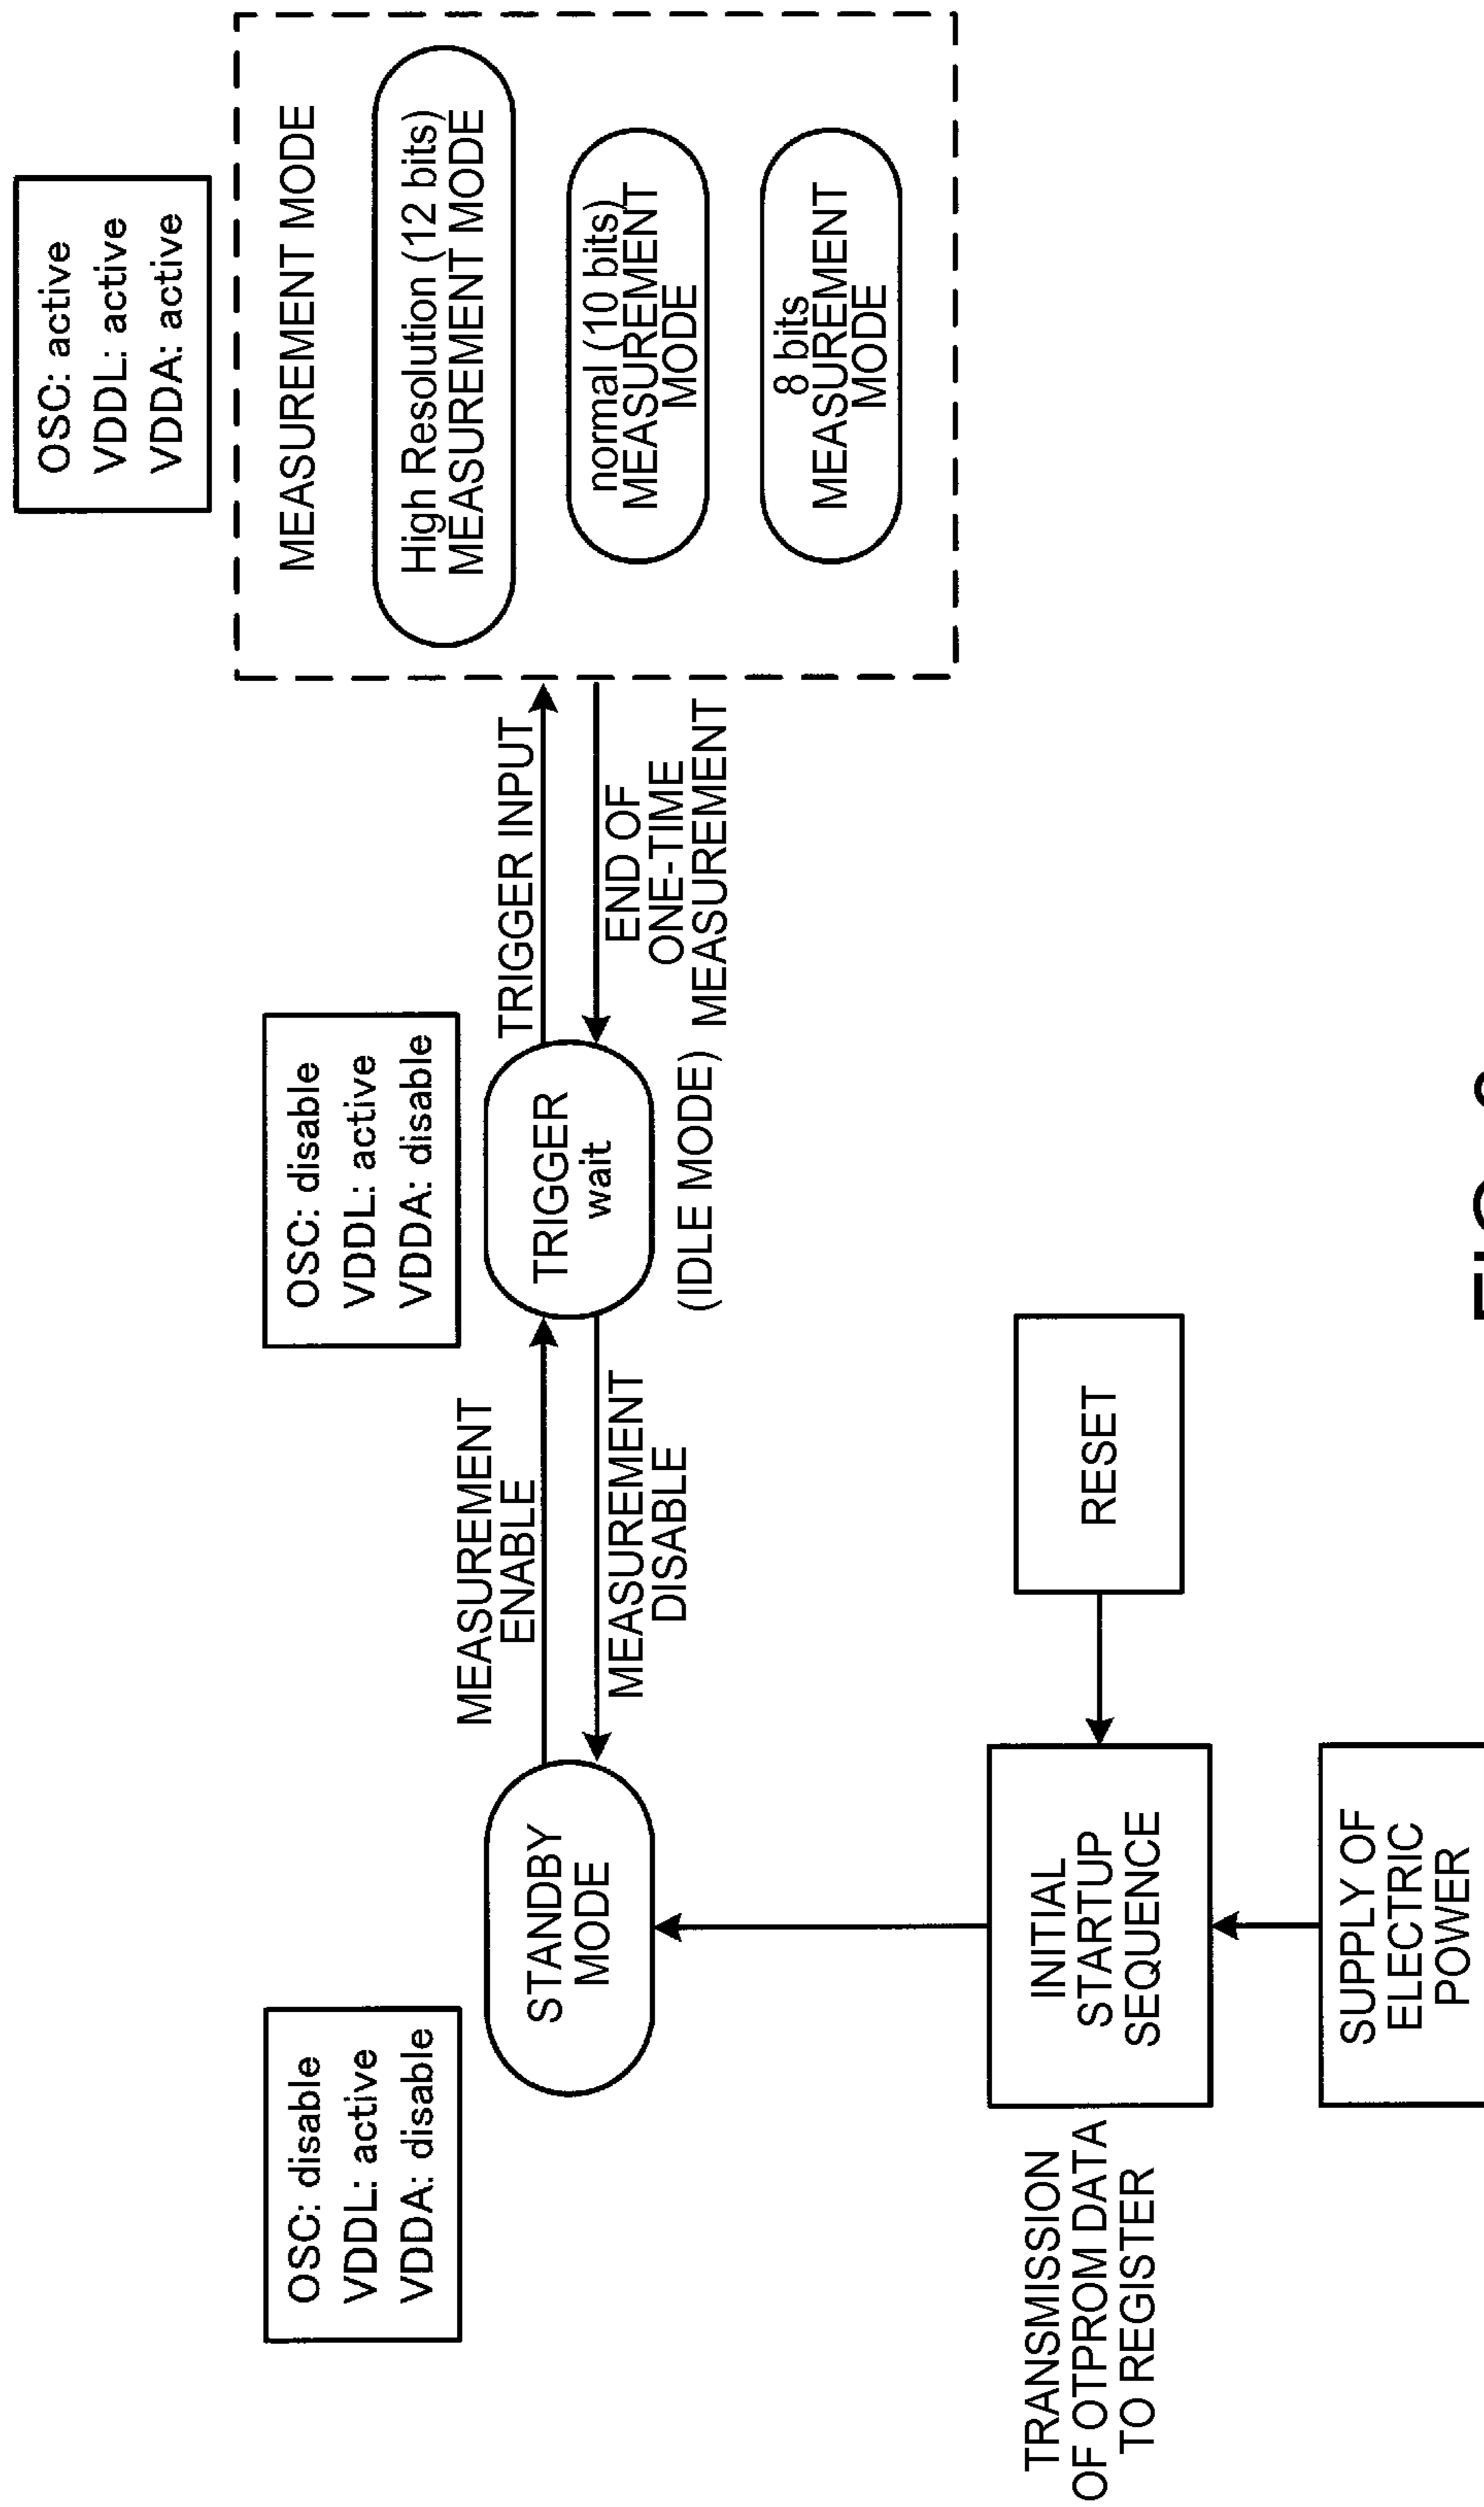 OSC: disable
VDDL: active
VDDA: disable
STANDBY
MODE
MEASUREMENT
ENABLE
MEASUREMENT
DISABLE
OSC: disable
VDDL: active
VDDA: disable
TRIGGER
wait
(IDLE MODE)
TRIGGER INPUT
END OF
ONE-TIME
MEASUREMENT
OSC: active
VDDL: active
VDDA: active
MEASUREMENT MODE
High Resolution (12 bits)
MEASUREMENT MODE
normal (10 bits)
MEASUREMENT
MODE
8 bits
MEASUREMENT
MODE
TRANSMISSION
OF OTPROM DATA
TO REGISTER
INITIAL
STARTUP
SEQUENCE
RESET
SUPPLY OF
ELECTRIC
POWER